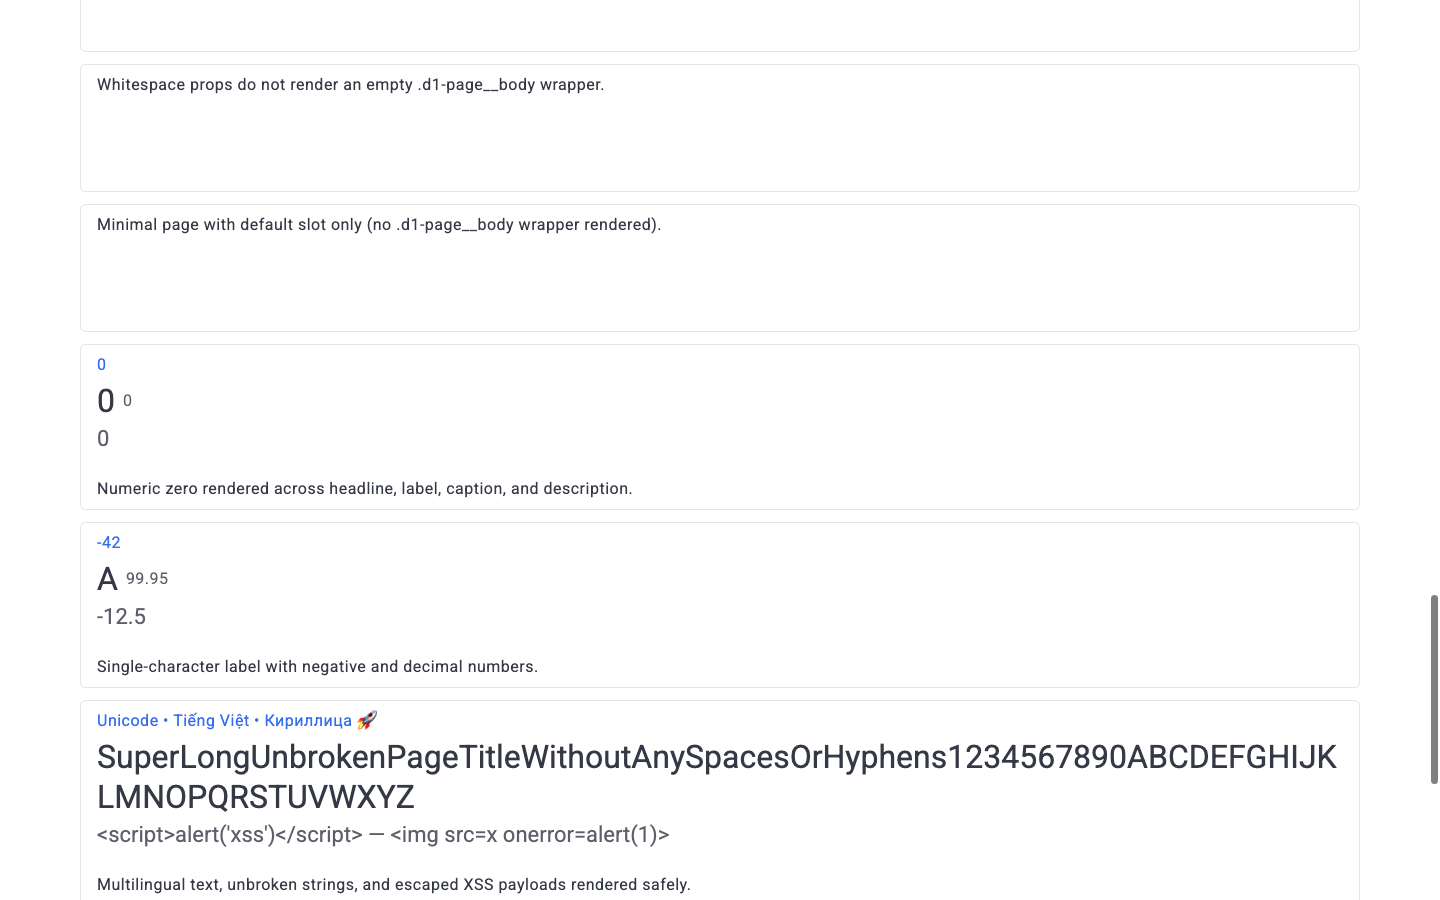 Whitespace props do not render an empty .d1-page__body wrapper.
Minimal page with default slot only (no .d1-page__body wrapper rendered).
0
0 0
0
Numeric zero rendered across headline, label, caption, and description.
-42
A 99.95
-12.5
Single-character label with negative and decimal numbers.
Unicode • Tiếng Việt • Кириллица 🚀
SuperLongUnbrokenPageTitleWithoutAnySpacesOrHyphens1234567890ABCDEFGHIJK
LMNOPQRSTUVWXYZ
<script>alert('xss')</script> — <img src=x onerror=alert(1)>
Multilingual text, unbroken strings, and escaped XSS payloads rendered safely.